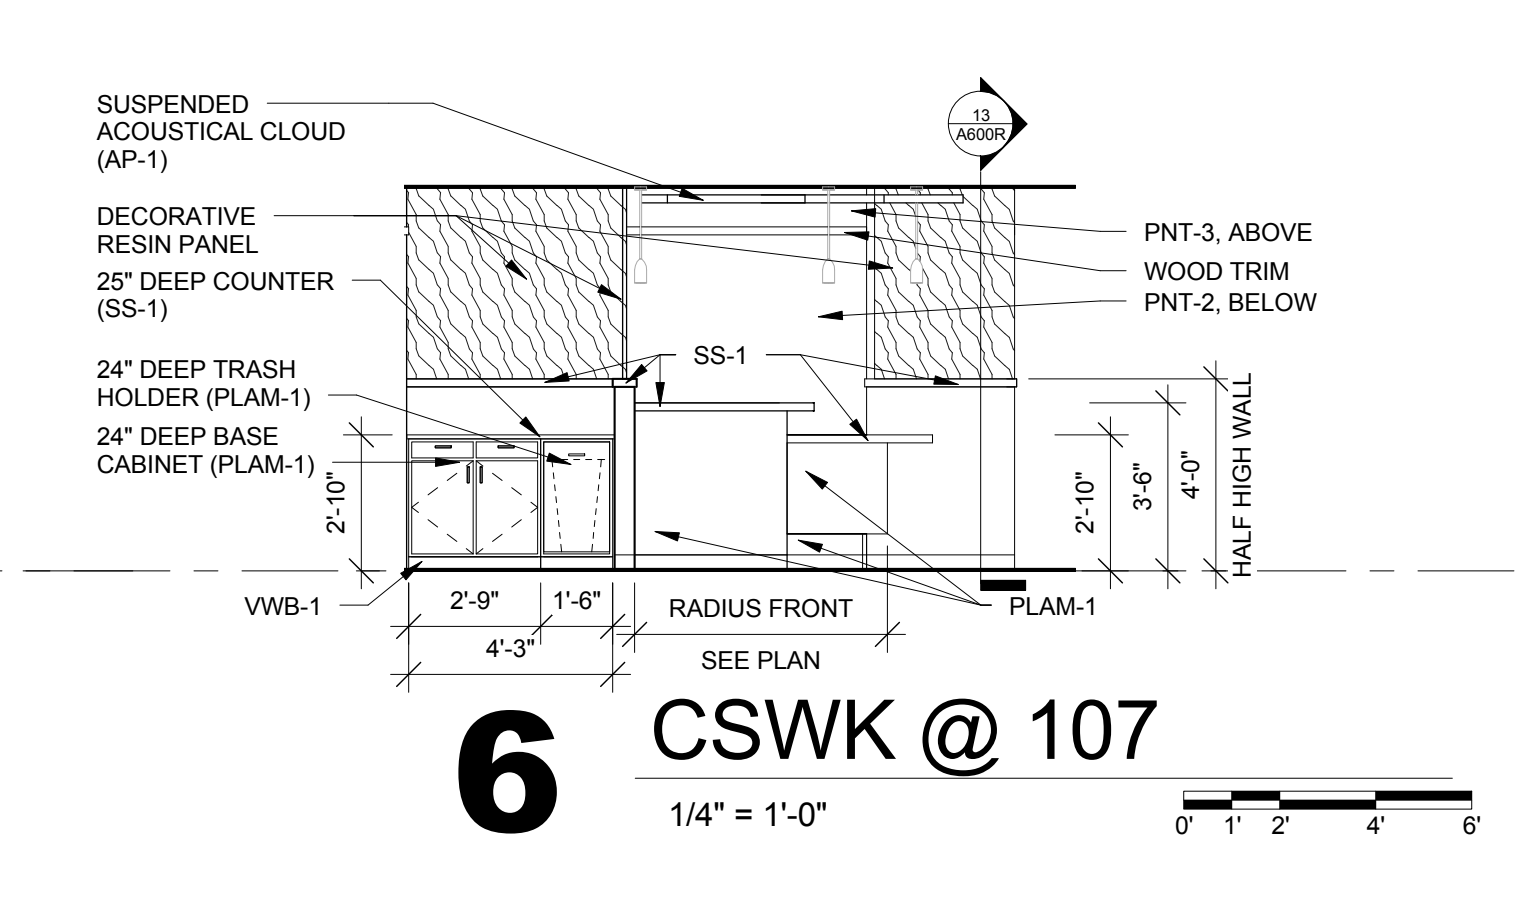 SUSPENDED
ACOUSTICAL CLOUD
(AP-1)
DECORATIVE
RESIN PANEL
25" DEEP COUNTER
(SS-1)
24" DEEP TRASH
HOLDER (PLAM-1)
24" DEEP BASE
CABINET (PLAM-1)
2'-10"
VWB-1
13
A600R
PNT-3, ABOVE
WOOD TRIM
PNT-2, BELOW
SS-1
2'-10"
3'-6"
4'-0"
HALF HIGH WALL
2'-9"
1'-6"
4'-3"
RADIUS FRONT
SEE PLAN
PLAM-1
6
CSWK @ 107
1/4" = 1'-0"
0' 1' 2' 4' 6'